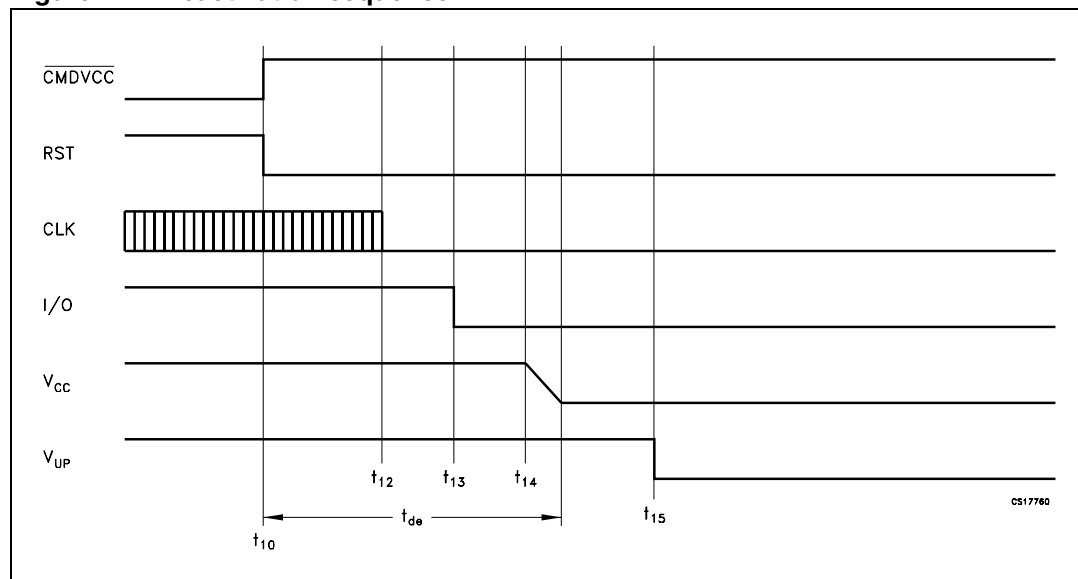 CMDVCC
RST
CLK
I/O
VCC
VUP
t12
t13
t14
t15
CS17760
tde
t10